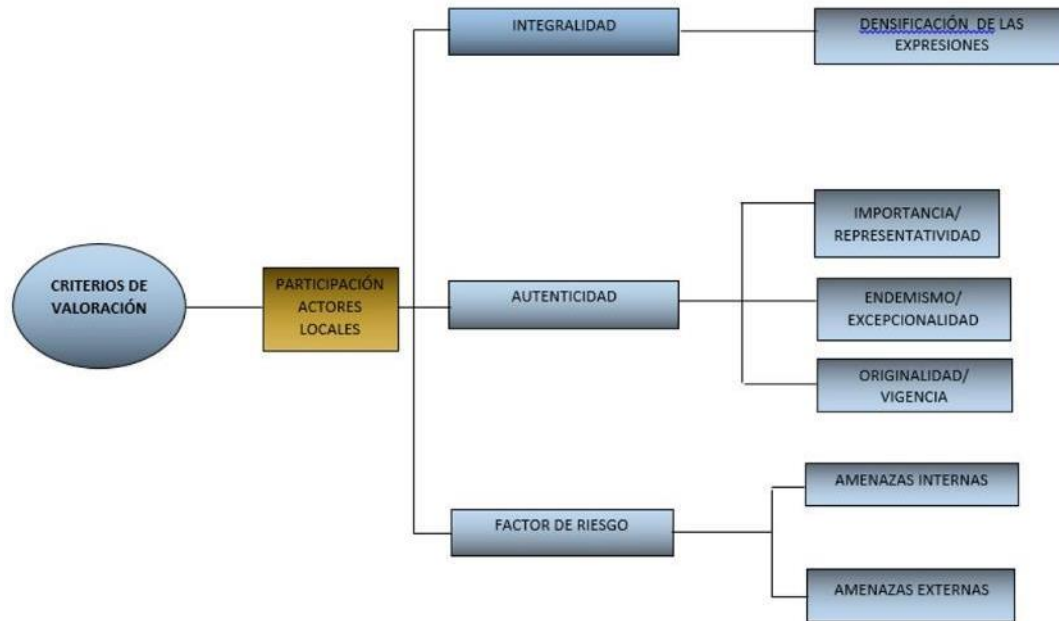 CRITERIOS DE
VALORACIÓN
PARTICIPACIÓN
ACTORES
LOCALES
INTEGRALIDAD
DENSIFICACIÓN DE LAS
EXPRESIONES
AUTENTICIDAD
IMPORTANCIA/
REPRESENTATIVIDAD
ENDEMISMO/
EXCEPCIONALIDAD
ORIGINALIDAD/
VIGENCIA
FACTOR DE RIESGO
AMENAZAS INTERNAS
AMENAZAS EXTERNAS